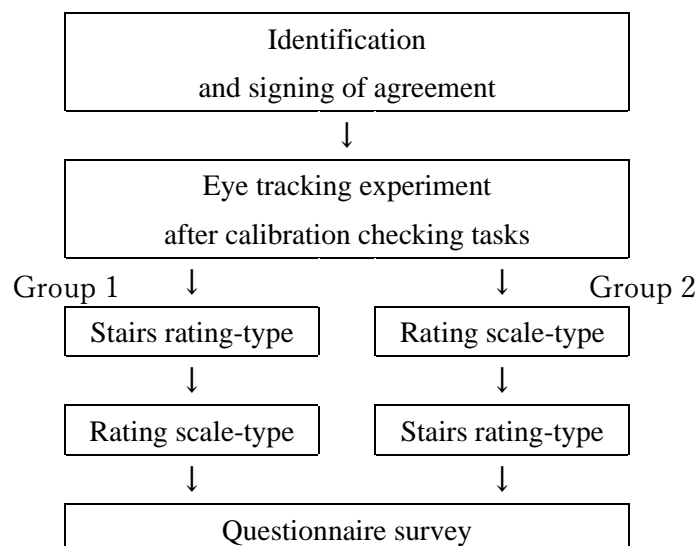 Identification
and signing of agreement
↓
Eye tracking experiment
after calibration checking tasks
Group 1 ↓ ↓ Group 2
Stairs rating-type Rating scale-type
↓ ↓
Rating scale-type Stairs rating-type
↓ ↓
Questionnaire survey